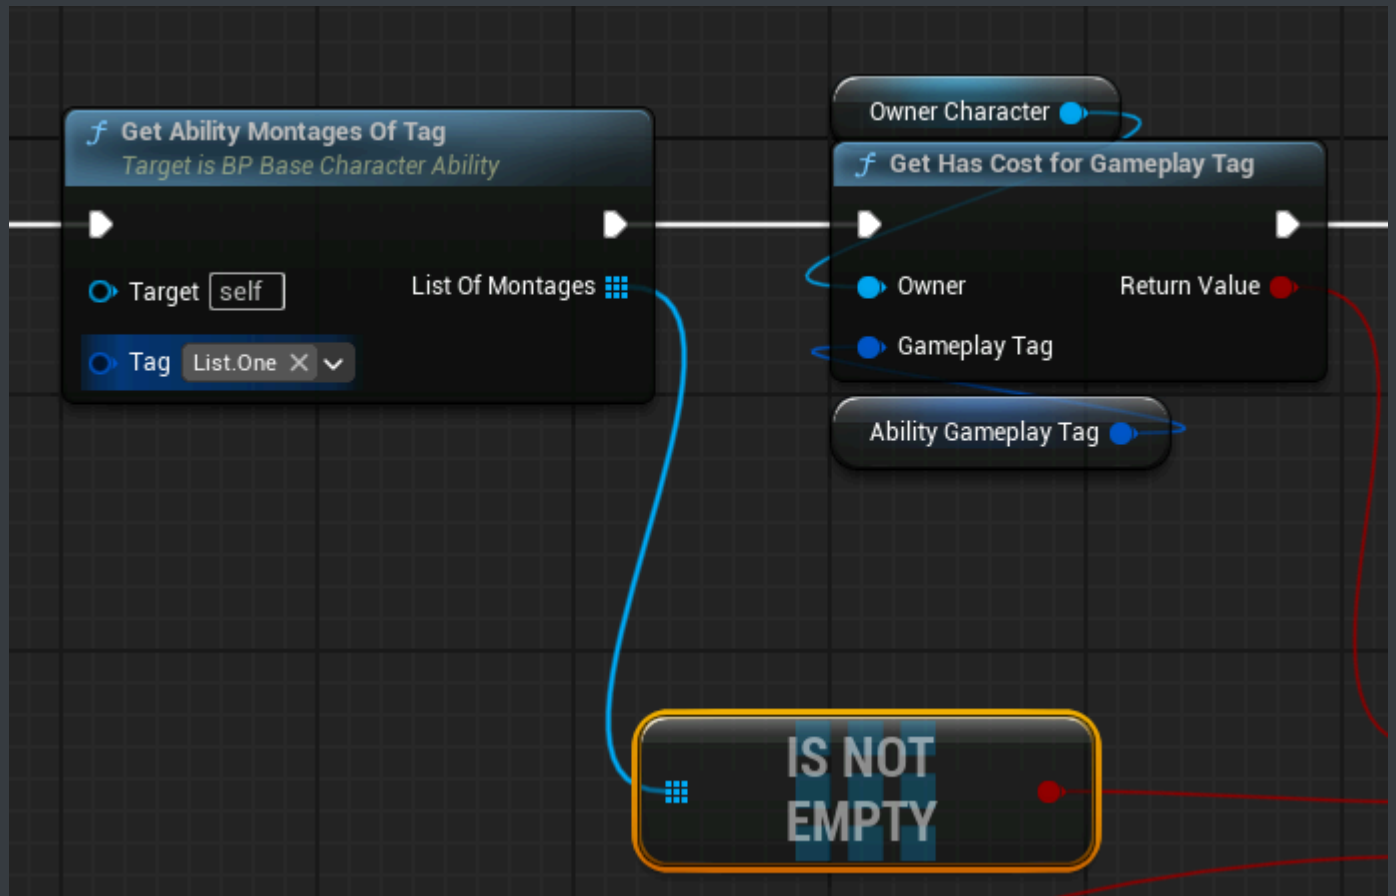 Get Ability Montages Of Tag
Target is BP Base Character Ability
Target self
List Of Montages
Tag List.One
Owner Character
Get Has Cost for Gameplay Tag
Owner
Return Value
Gameplay Tag
Ability Gameplay Tag
IS NOT
EMPTY